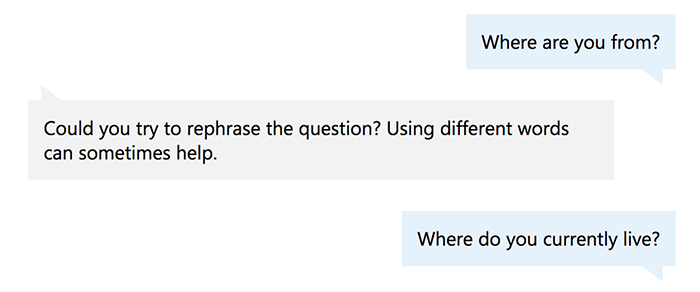 Where are you from?
Could you try to rephrase the question? Using different words
can sometimes help.
Where do you currently live?